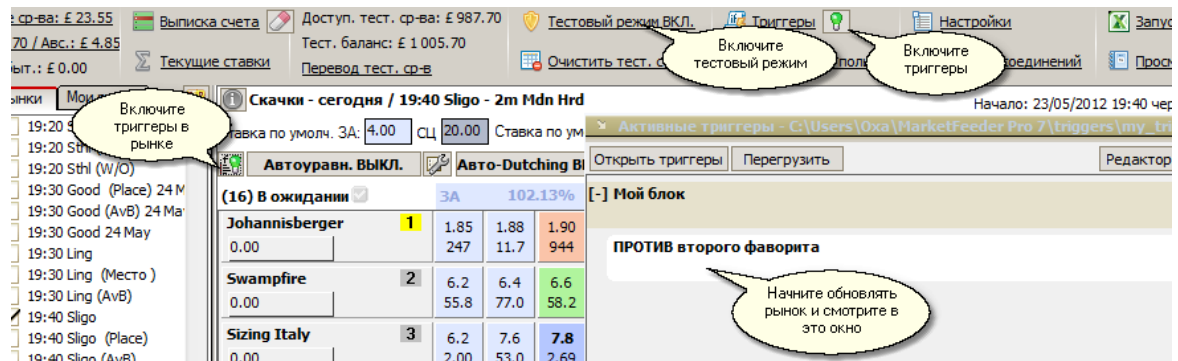 ср-ва: £ 23.55
Выписка счета
Доступ. тест. ср-ва: £ 987.70
Тестовый режим ВКЛ.
Триггеры
Настройки
Запус
70 / Авс.: £ 4.85
Тест. баланс: £ 1 005.70
ыт.: £ 0.00
Текущие ставки
Перевод тест. ср-в
Очистить тест. с
оединений
Просм
Включите
тестовый режим
Включите
триггеры
Включите
триггеры в
рынке
ынки
Мои
Скачки - сегодня / 19:40 Sligo - 2m Mdn Hrd
Начало: 23/05/2012 19:40 чер
тавка по умолч. ЗА: 4.00 СЦ 20.00 Ставка по ум
Активные триггеры - C:\Users\Oxa\MarketFeeder Pro 7\triggers\my_tri
Автоуравн. ВЫКЛ.
Авто-Dutching В
Открыть триггеры
Перегрузить
Редактор
19:20 S
19:20 Sthl
19:20 Sthl (W/O)
19:30 Good (Place) 24 M
19:30 Good (AvB) 24 Ma
19:30 Good 24 May
19:30 Ling
19:30 Ling (Место )
19:30 Ling (AvB)
19:40 Sligo
19:40 Sligo (Place)
19:40 Sligo (AvB)
(16) В ожидании
ЗА 102.13%
Johannisberger 1
1.85 1.88 1.90
0.00
247 11.7 944
Swampfire 2
6.2 6.4 6.6
0.00
55.8 77.0 58.2
Sizing Italy 3
6.2 7.6 7.8
0.00
2.00 53.0 2.69
[-] Мой блок
ПРОТИВ второго фаворита
Начните обновлять
рынок и смотрите в
это окно